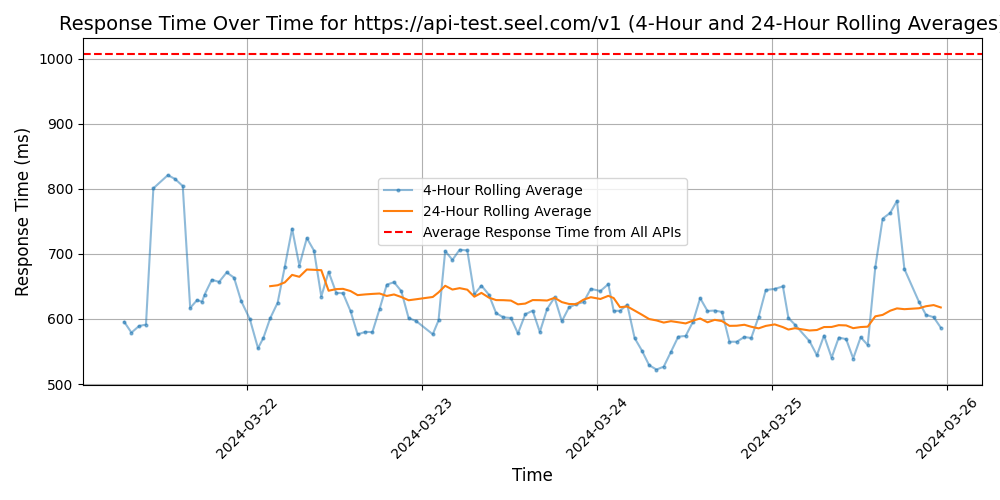 Response Time Over Time for https://api-test.seel.com/v1 (4-Hour and 24-Hour Rolling Averages
Response Time (ms)
1000
900
800
700
600
500
4-Hour Rolling Average
24-Hour Rolling Average
Average Response Time from All APIs
2024-03-22
2024-03-23
2024-03-24
2024-03-25
2024-03-26
Time